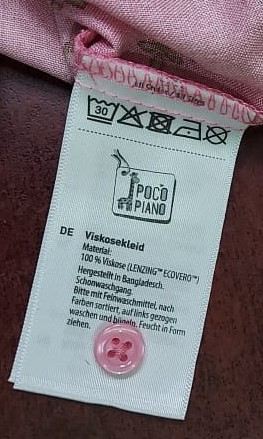 30
POCO
PIANO
DE Viskosekleid
Material:
100 % Viskose (LENZING™ ECOVERO™)
Hergestellt in Bangladesch.
Schonwaschgang.
Bitte mit Feinwaschmittel, nach
Farben sortiert, auf links gezogen
waschen und bügeln. Feucht in Form
ziehen.